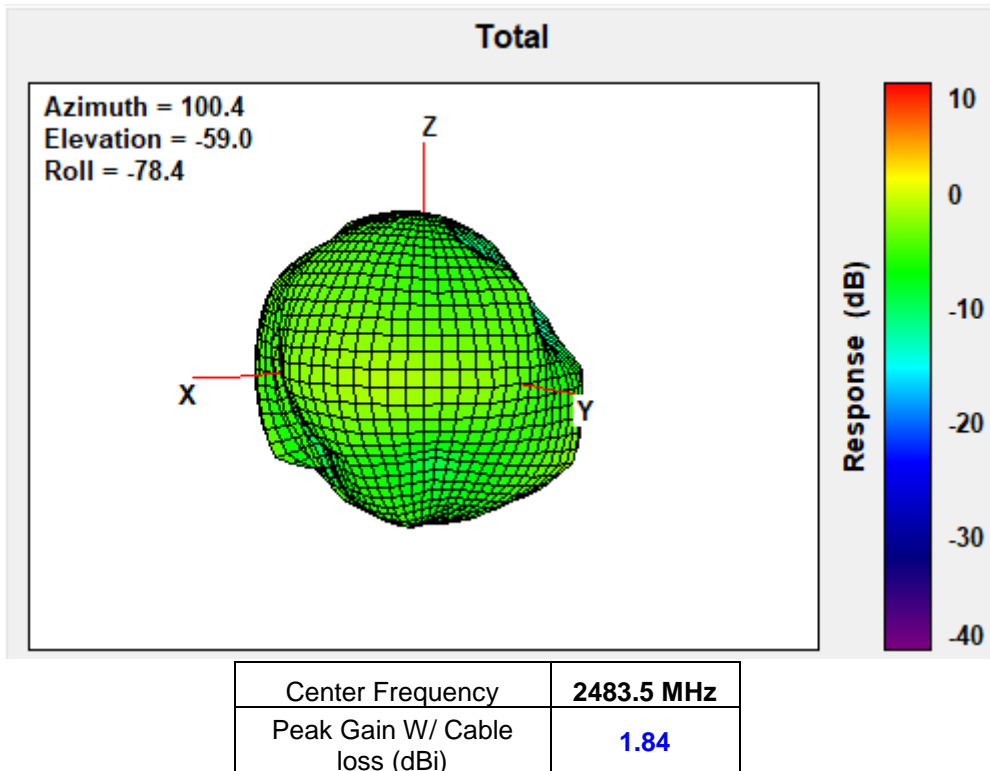 Total
Azimuth = 100.4
Elevation = -59.0
Roll = -78.4
Z
X
Y
10
0
-10
-20
-30
-40
Response (dB)
Center Frequency 2483.5 MHz
Peak Gain W/ Cable
loss (dBi) 1.84